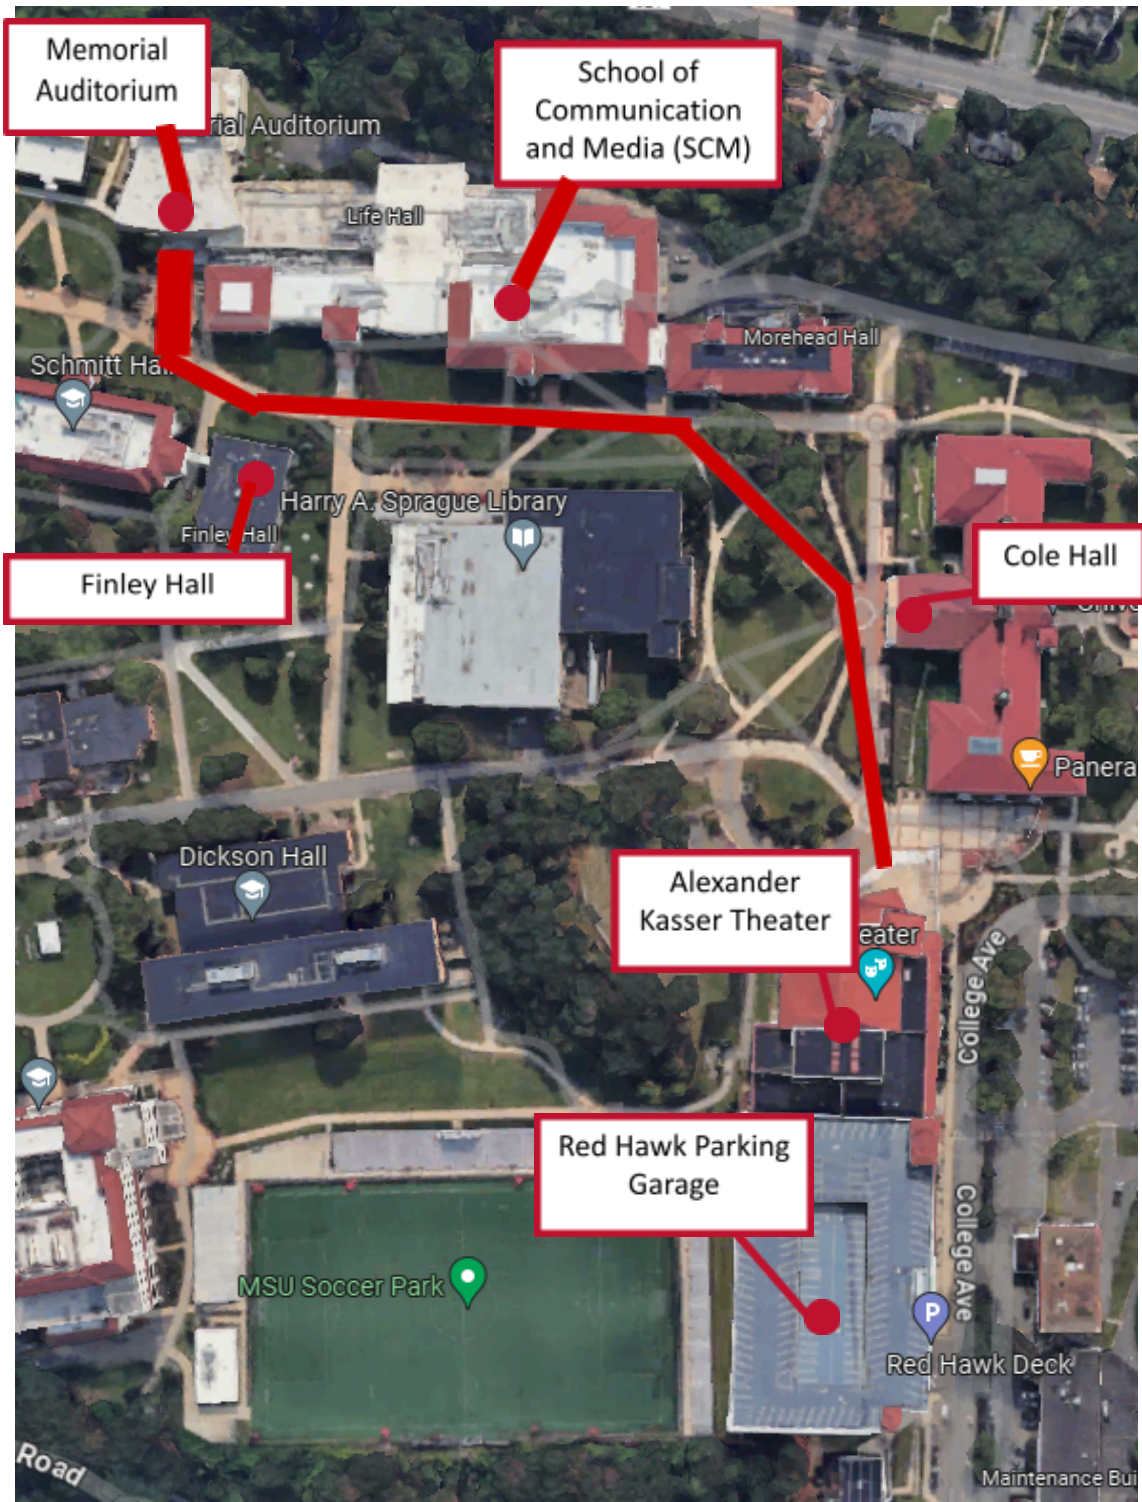 Memorial
Auditorium
rial Auditorium
School of
Communication
and Media (SCM)
Life Hall
Morehead Hall
Schmitt Hall
Harry A. Sprague Library
Finley Hall
Finley Hall
Cole Hall
Panera
Dickson Hall
Alexander
Kasser Theater
eater
College Ave
Red Hawk Parking
Garage
College Ave
MSU Soccer Park
P
Red Hawk Deck
Road
Maintenance Bui